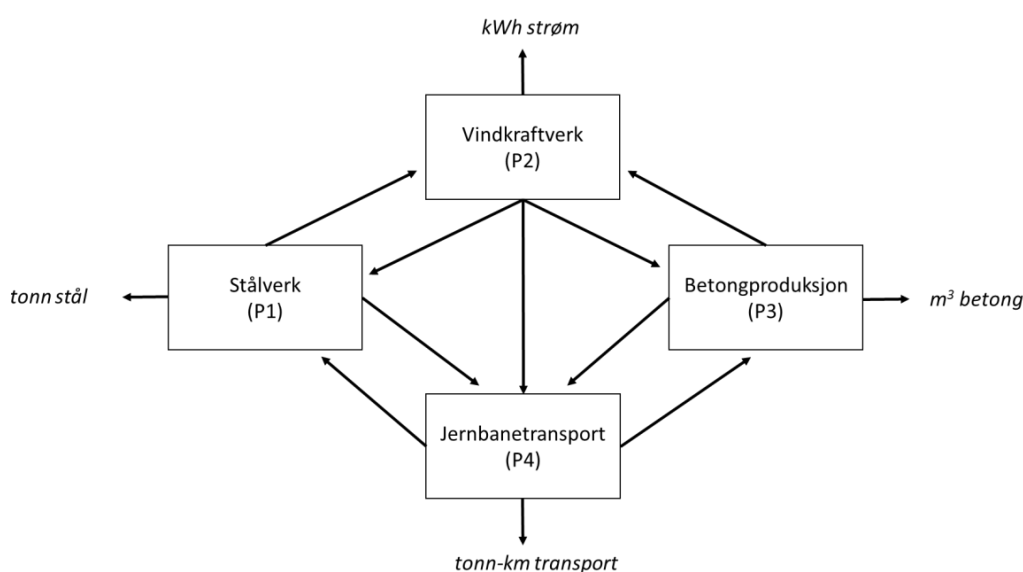 kWh strøm
Vindkraftverk
(P2)
tonn stål
Stålverk
(P1)
Betongproduksjon
(P3)
m³ betong
Jernbanetransport
(P4)
tonn-km transport